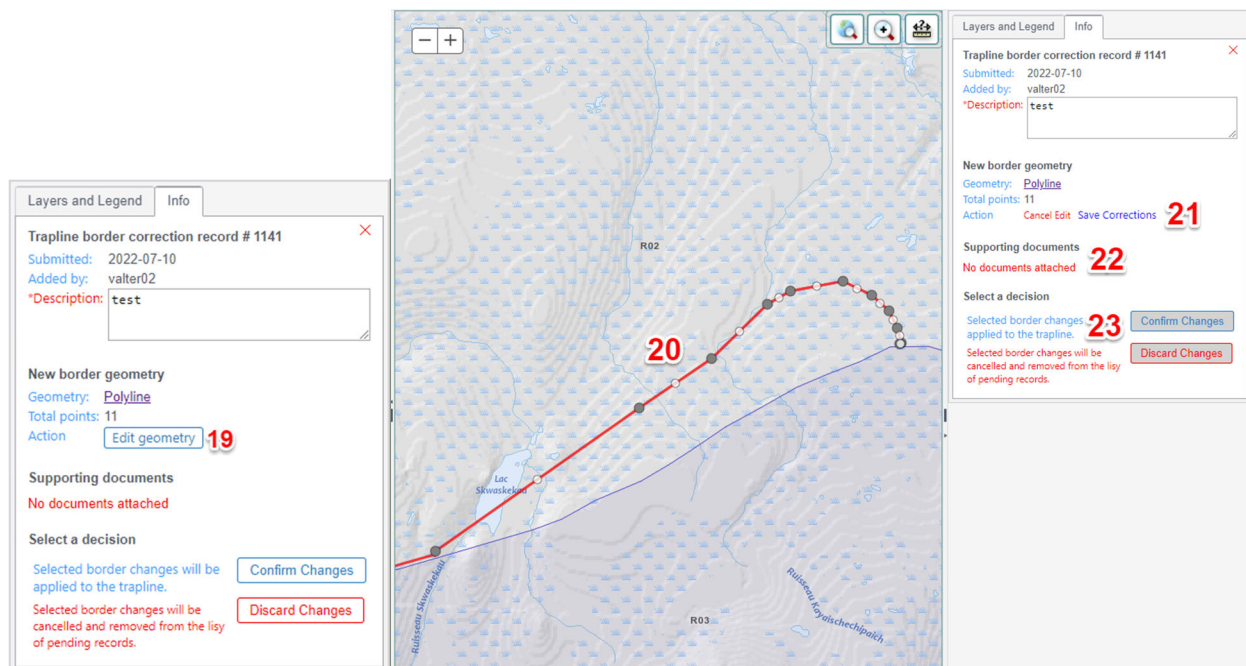 Layers and Legend Info
Trapline border correction record # 1141
Submitted: 2022-07-10
Added by: valter02
*Description: test
New border geometry
Geometry: Polyline
Total points: 11
Action Edit geometry 19
Supporting documents
No documents attached
Select a decision
Selected border changes will be
applied to the trapline.
Confirm Changes
Selected border changes will be
cancelled and removed from the lisy
of pending records.
Discard Changes
R02
20
Lac
Skwaskekau
Ruisseau Skwaskekau
Ruisseau Kayaischechipaich
R03
Layers and Legend Info
Trapline border correction record # 1141
Submitted: 2022-07-10
Added by: valter02
*Description: test
New border geometry
Geometry: Polyline
Total points: 11
Action Cancel Edit Save Corrections 21
Supporting documents
No documents attached 22
Select a decision
Selected border changes
applied to the trapline.
23
Confirm Changes
Selected border changes will be
cancelled and removed from the lisy
of pending records.
Discard Changes